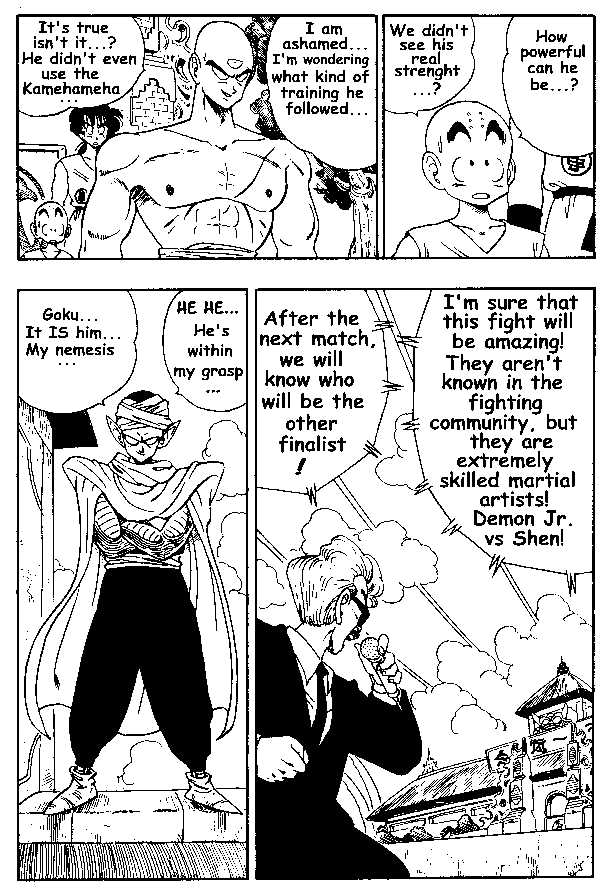 How
powerful
can he
be...?
We didn't
see his
real
strenght
...?
I am
ashamed...
I'm wondering
what kind of
training he
followed...
It's true
isn't it...?
He didn't even
use the
Kamehameha
...
I'm sure that
this fight will
be amazing!
They aren't
known in the
fighting
community, but
they are
extremely
skilled martial
artists!
Demon Jr.
vs Shen!
After the
next match,
we will
know who
will be the
other
finalist
!
HE HE...
He's
within
my grasp
...
Goku...
It IS him...
My nemesis
...